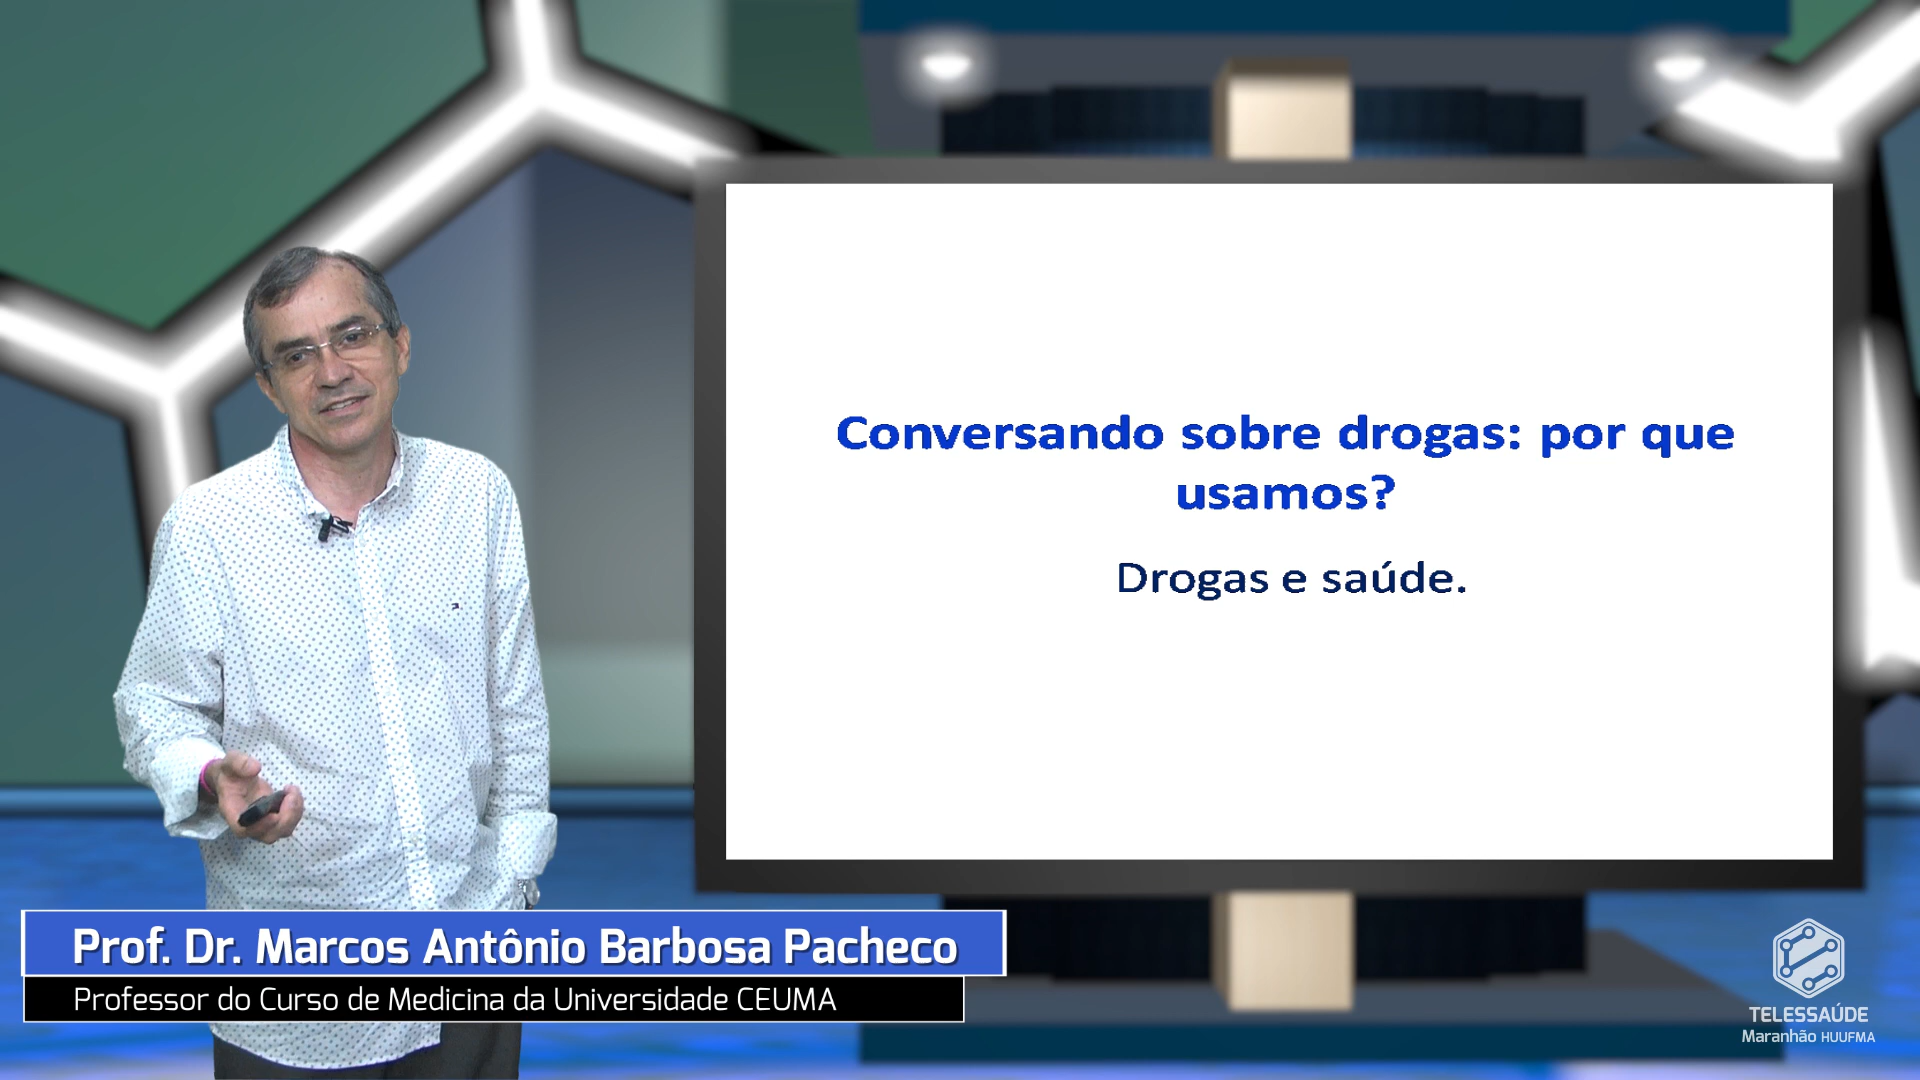 Conversando sobre drogas: por que
usamos?
Drogas e saúde.
Prof. Dr. Marcos Antônio Barbosa Pacheco
Professor do Curso de Medicina da Universidade CEUMA
TELESSAÚDE
Maranhão HUUFMA